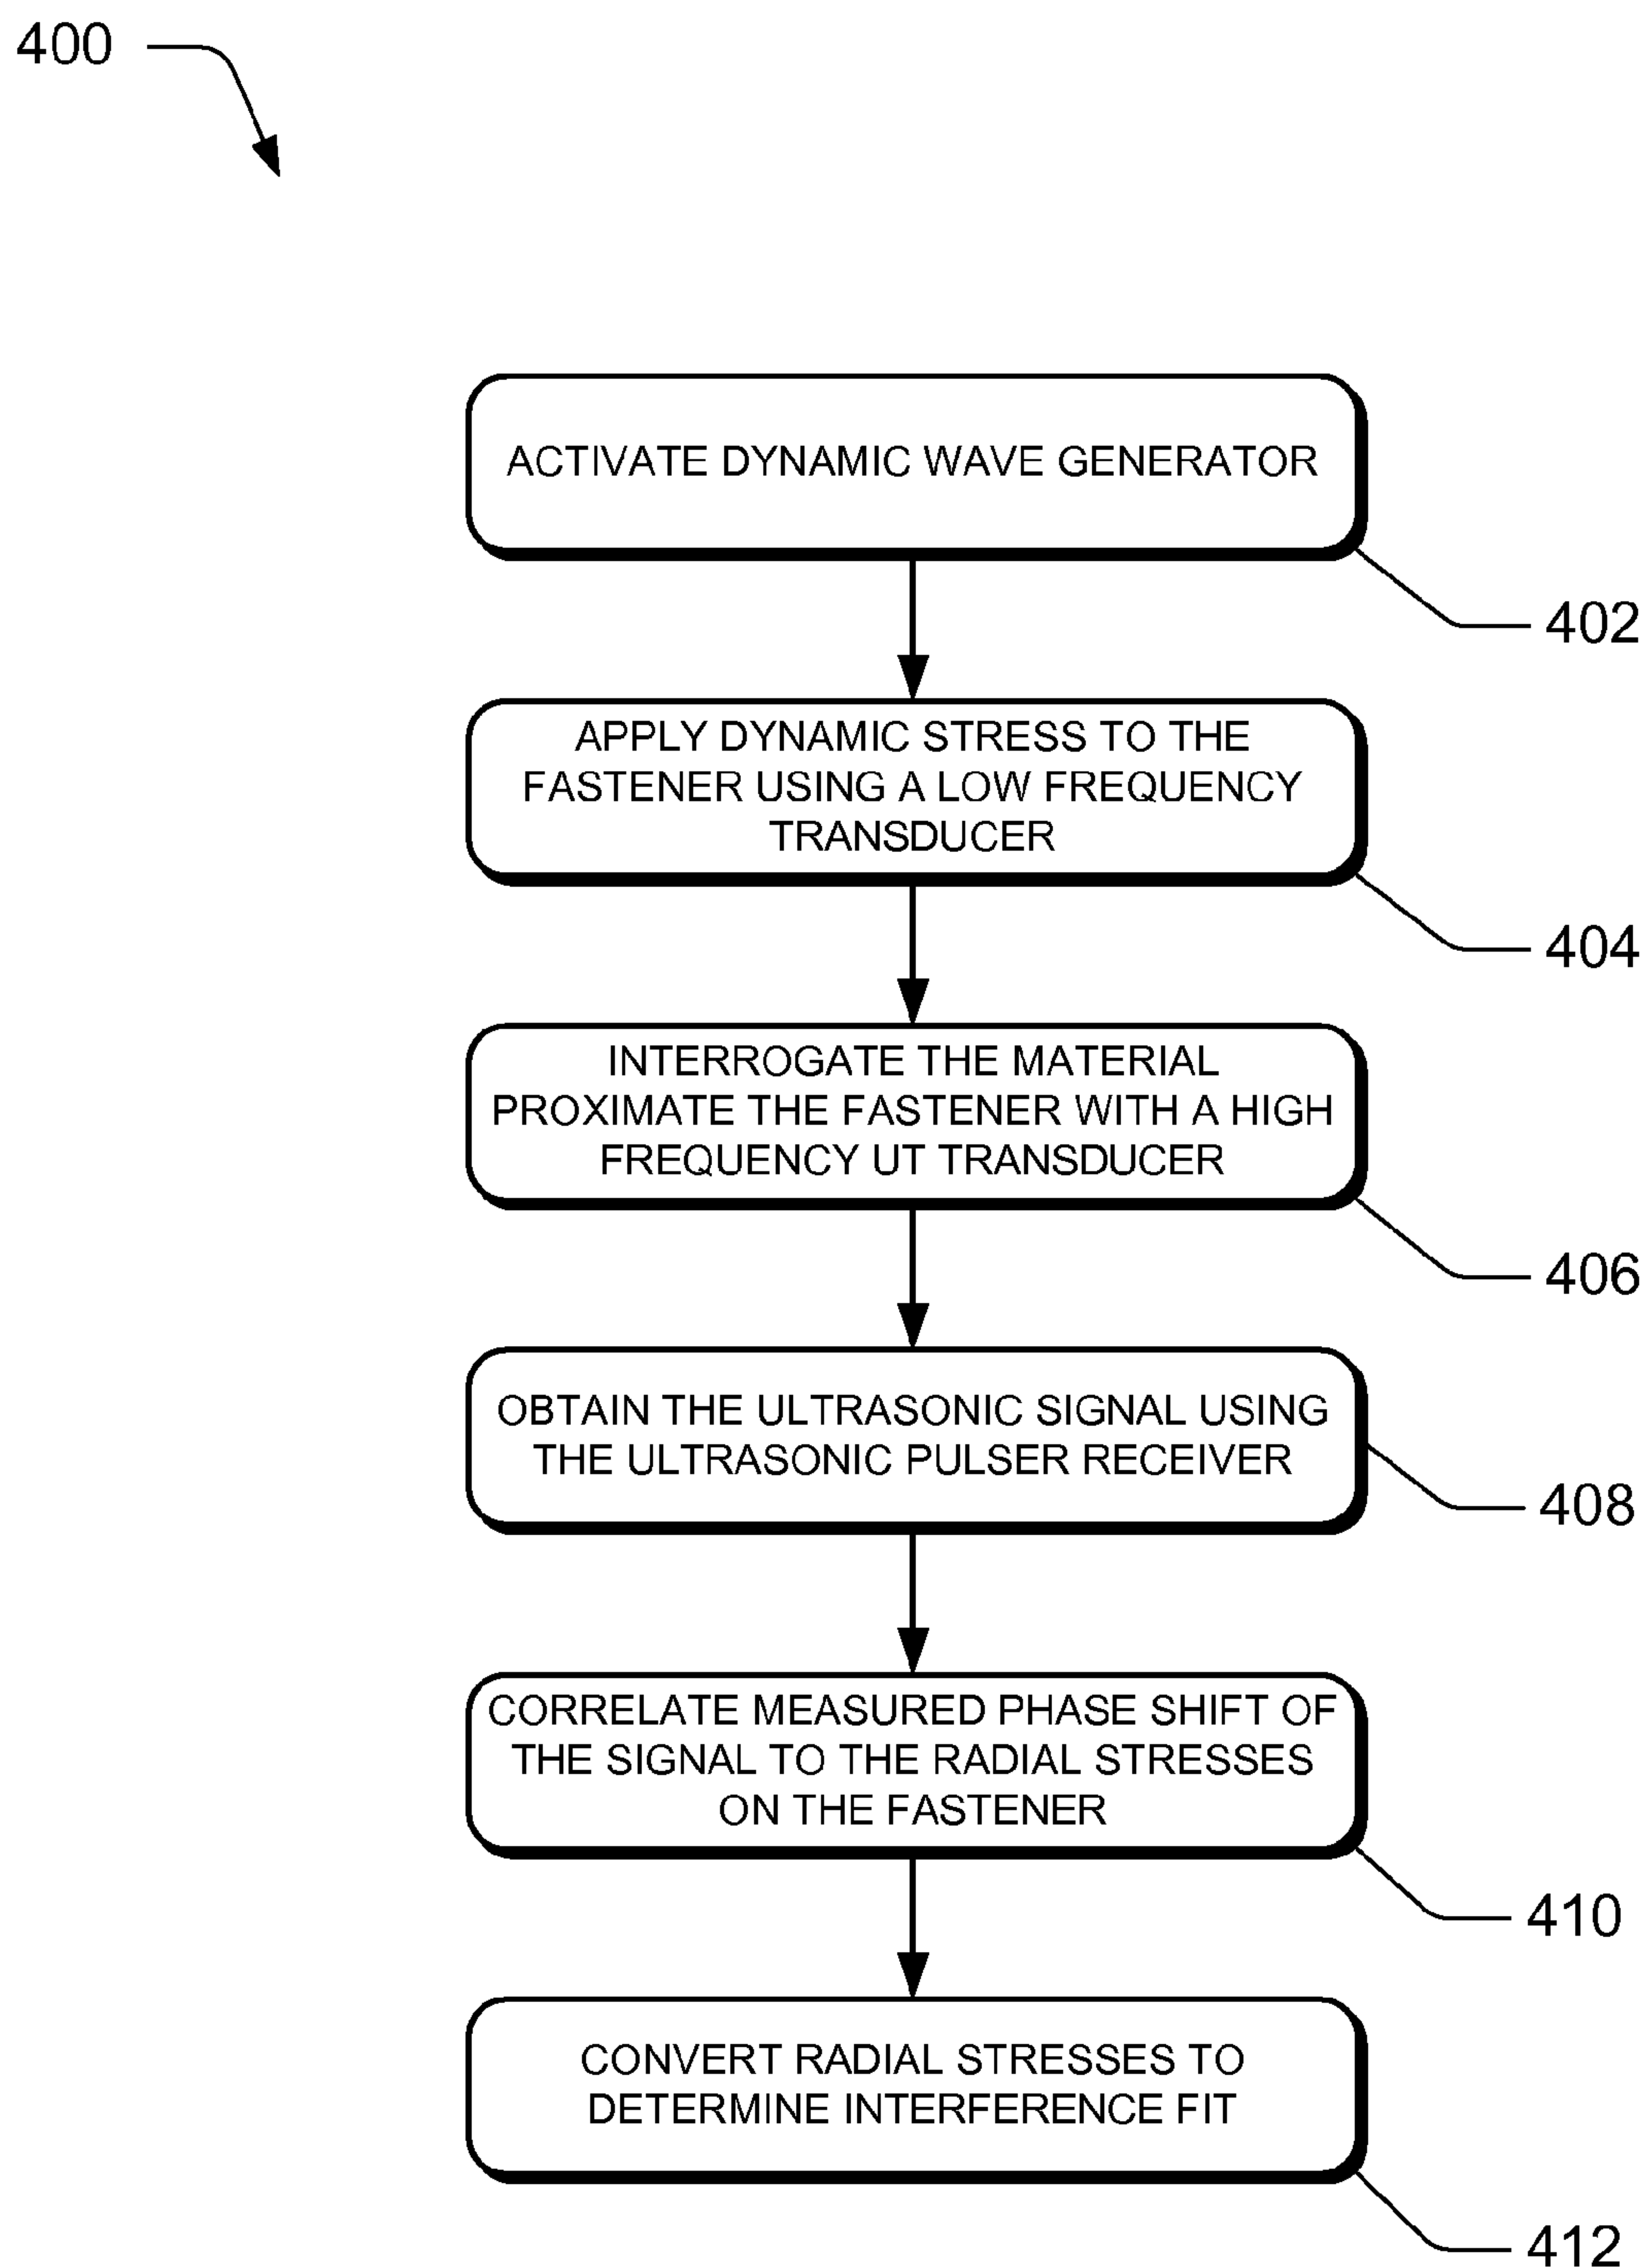 400
ACTIVATE DYNAMIC WAVE GENERATOR
402
APPLY DYNAMIC STRESS TO THE
FASTENER USING A LOW FREQUENCY
TRANSDUCER
404
INTERROGATE THE MATERIAL
PROXIMATE THE FASTENER WITH A HIGH
FREQUENCY UT TRANSDUCER
406
OBTAIN THE ULTRASONIC SIGNAL USING
THE ULTRASONIC PULSER RECEIVER
408
CORRELATE MEASURED PHASE SHIFT OF
THE SIGNAL TO THE RADIAL STRESSES
ON THE FASTENER
410
CONVERT RADIAL STRESSES TO
DETERMINE INTERFERENCE FIT
412